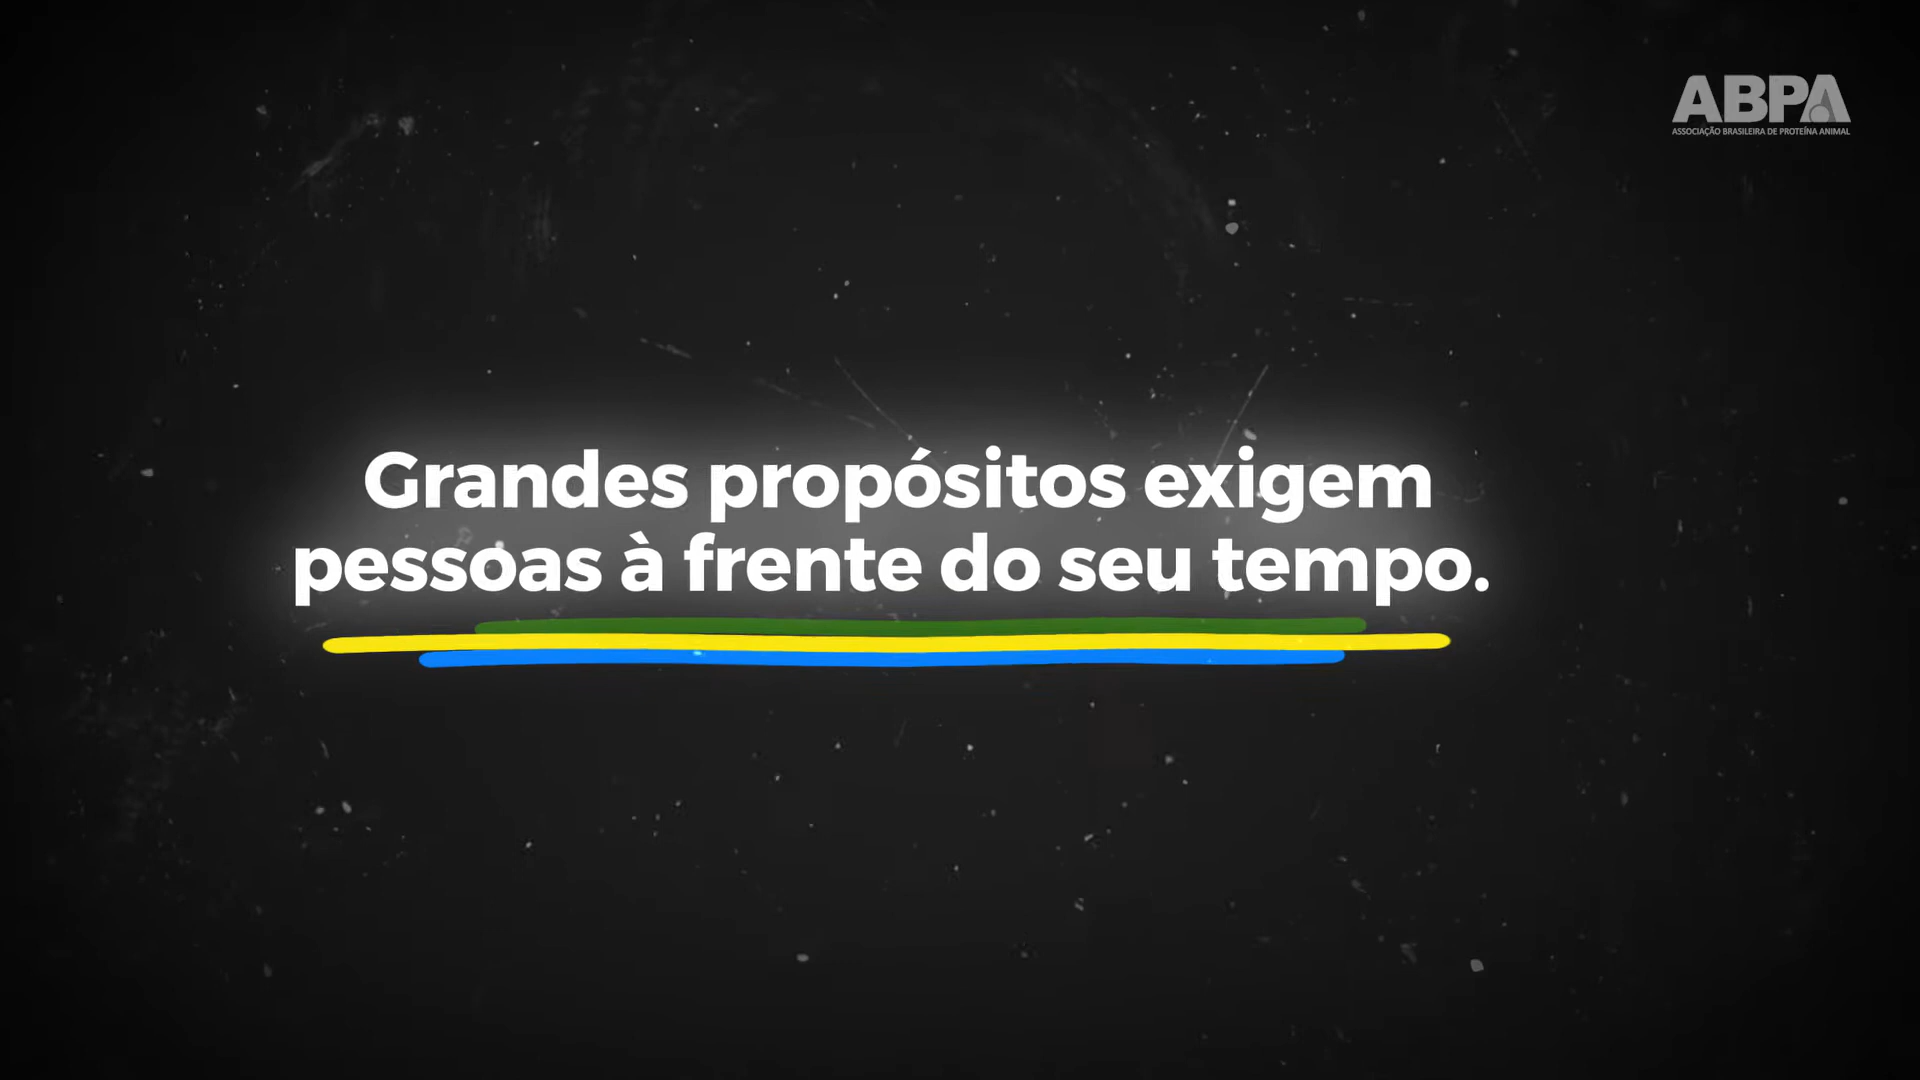 ABPA
ASSOCIAÇÃO BRASILEIRA DE PROTEÍNA ANIMAL
Grandes propósitos exigem
pessoas à frente do seu tempo.